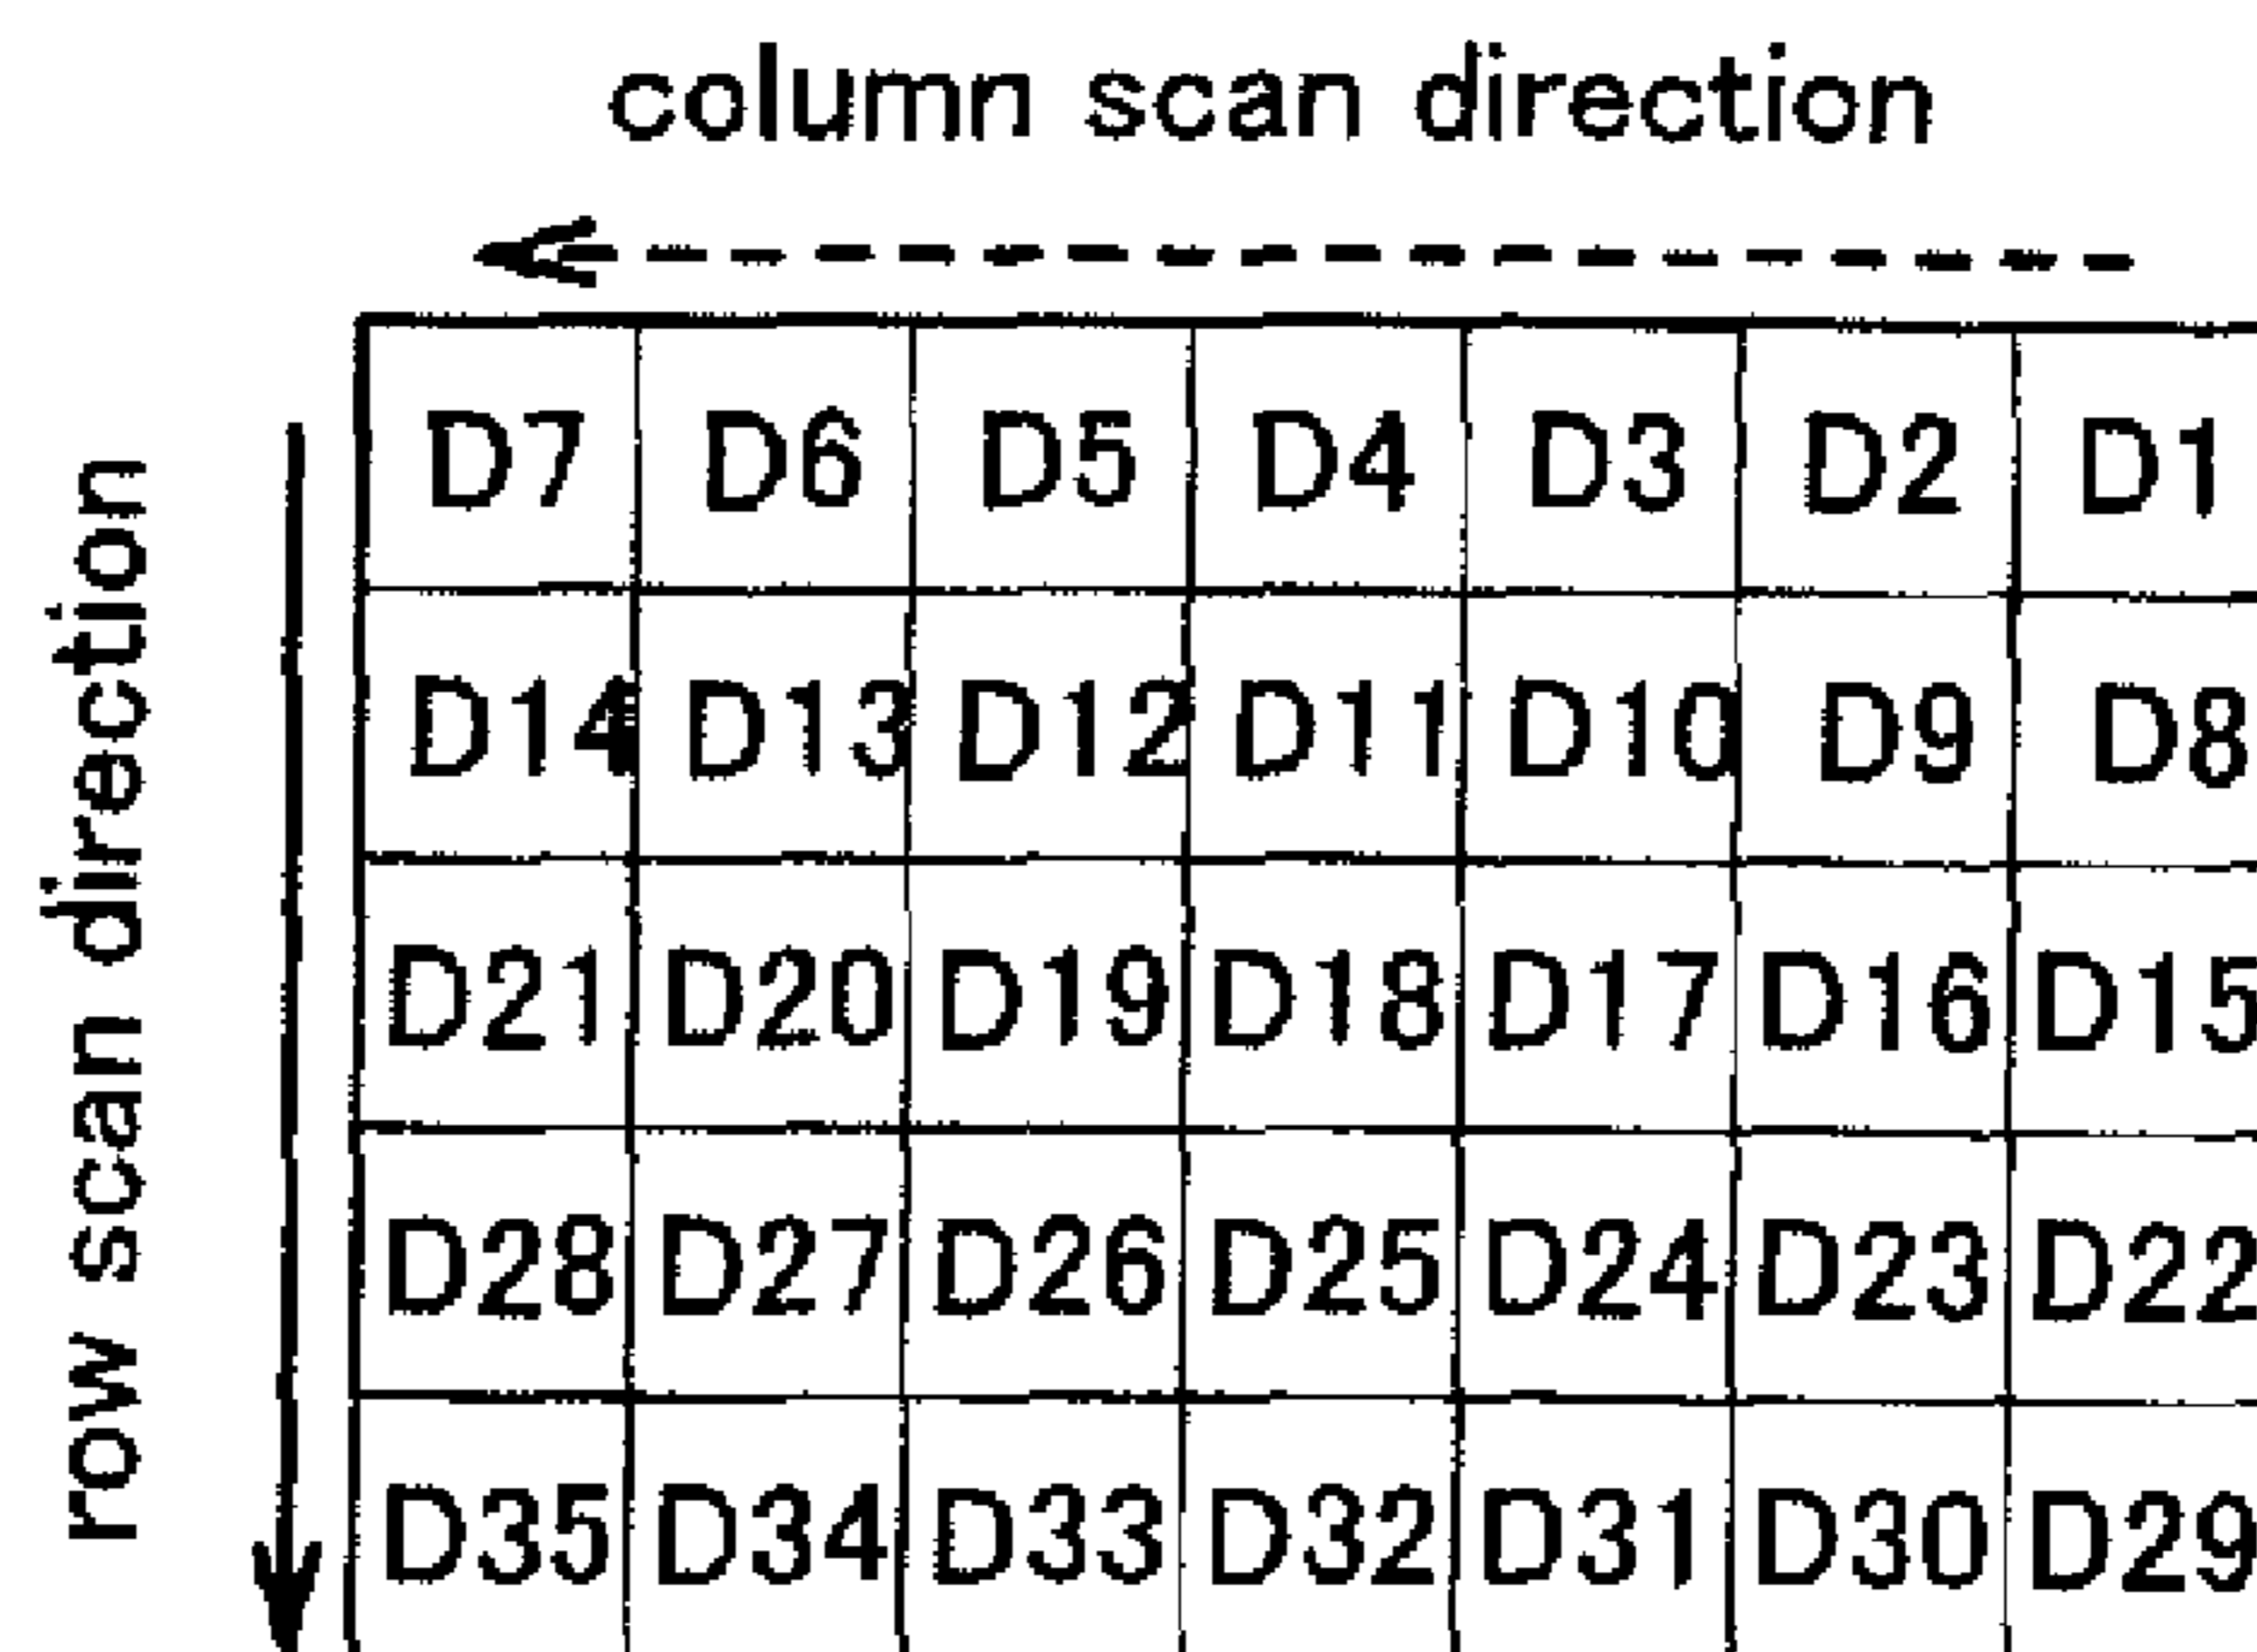 column scan direction
row scan direction
D7 D6 D5 D4 D3 D2 D1
D14 D13 D12 D11 D10 D9 D8
D21 D20 D19 D18 D17 D16 D15
D28 D27 D26 D25 D24 D23 D22
D35 D34 D33 D32 D31 D30 D29